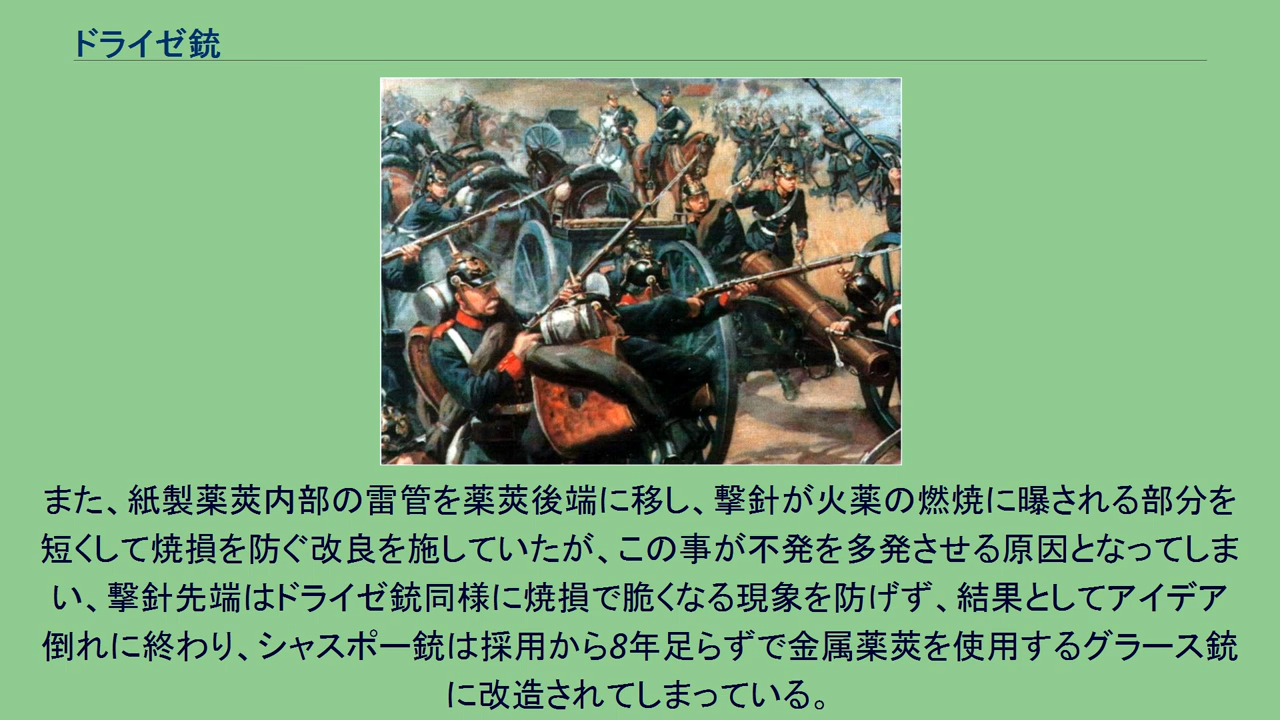 ドライゼ銃
また、紙製薬莢内部の雷管を薬莢後端に移し、撃針が火薬の燃焼に曝される部分を
短くして焼損を防ぐ改良を施していたが、この事が不発を多発させる原因となってしま
い、撃針先端はドライゼ銃同様に焼損で脆くなる現象を防げず、結果としてアイデア
倒れに終わり、シャスポー銃は採用から8年足らずで金属薬莢を使用するグラース銃
に改造されてしまっている。